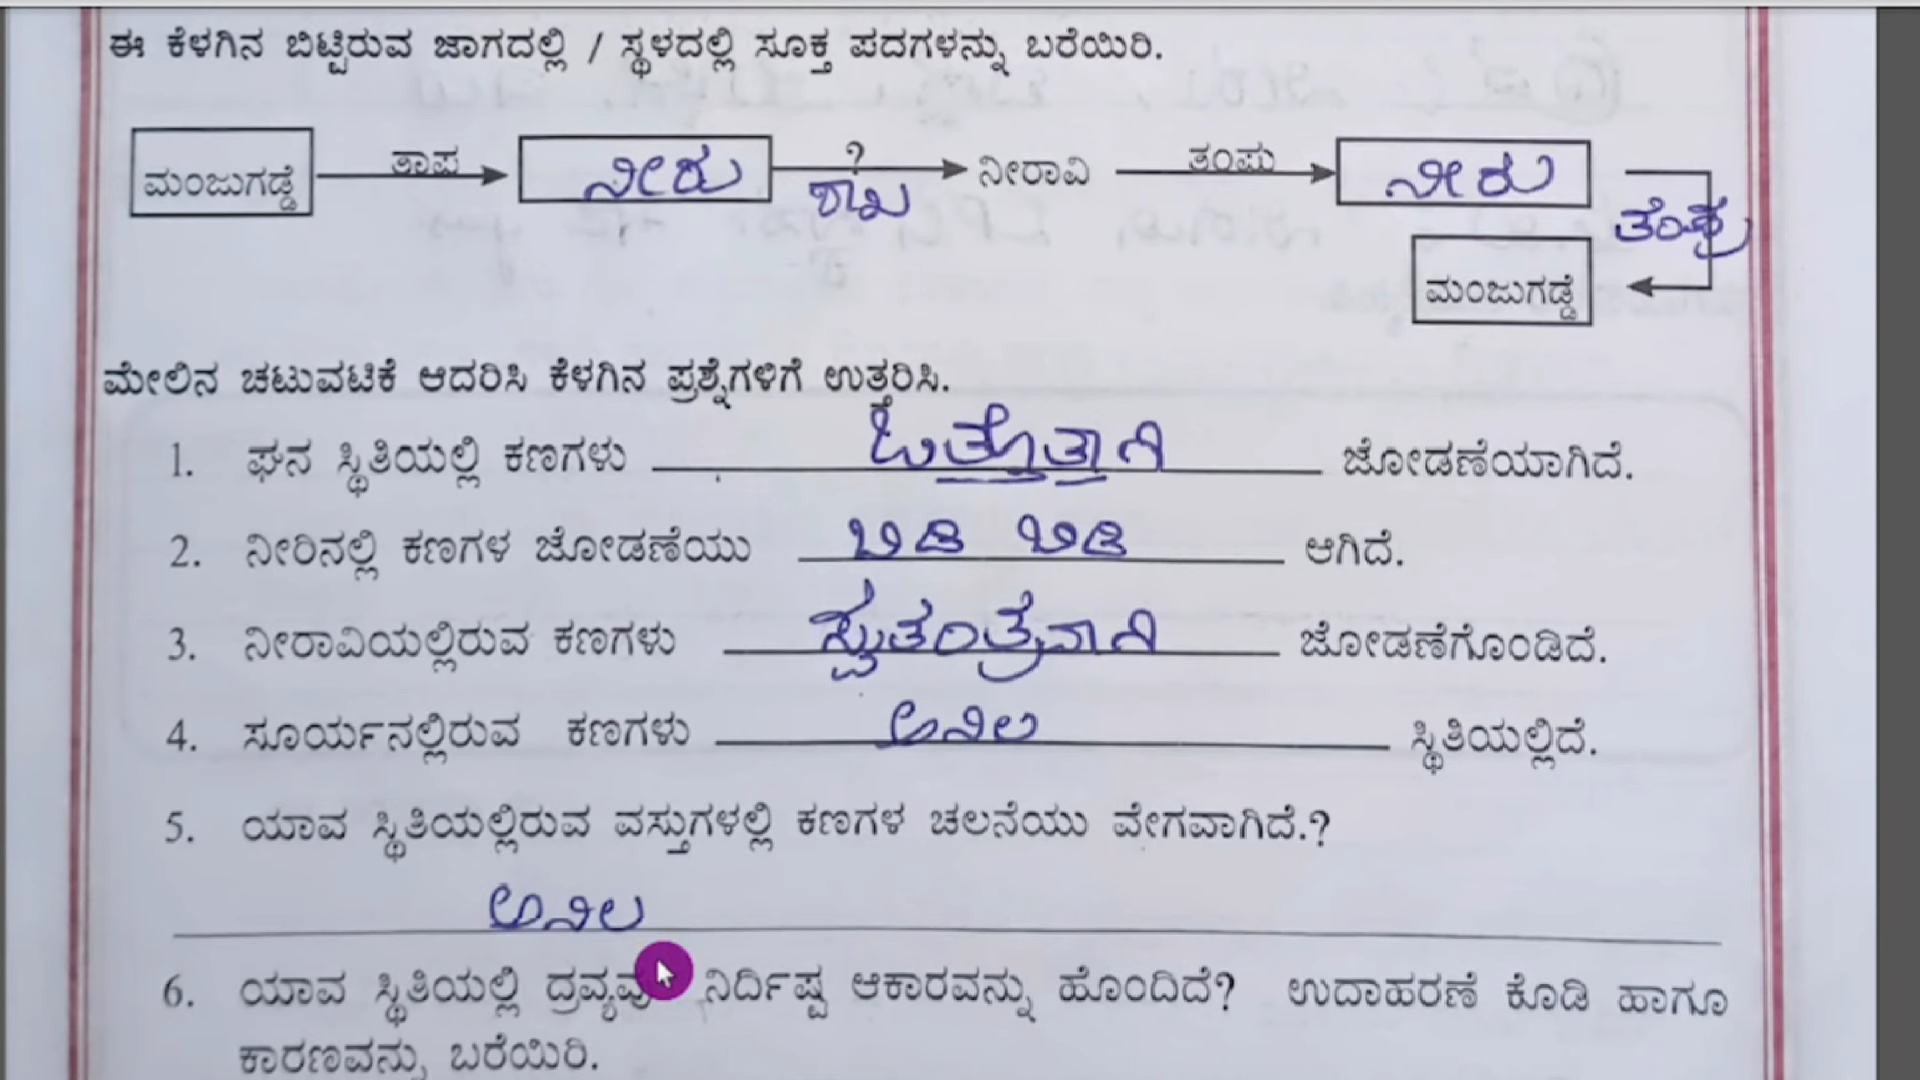 ಈ ಕೆಳಗಿನ ಬಿಟ್ಟಿರುವ ಜಾಗದಲ್ಲಿ / ಸ್ಥಳದಲ್ಲಿ ಸೂಕ್ತ ಪದಗಳನ್ನು ಬರೆಯಿರಿ.
ಮಂಜುಗಡ್ಡೆ ತಾಪ ನೀರು ? ನೀರಾವಿ ತಂಪು ನೀರು
ಶಾಖ ತಂಪು
ಮಂಜುಗಡ್ಡೆ
ಮೇಲಿನ ಚಟುವಟಿಕೆ ಆದರಿಸಿ ಕೆಳಗಿನ ಪ್ರಶ್ನೆಗಳಿಗೆ ಉತ್ತರಿಸಿ.
1. ಘನ ಸ್ಥಿತಿಯಲ್ಲಿ ಕಣಗಳು ಒತ್ತೊತ್ತಾಗಿ ಜೋಡಣೆಯಾಗಿದೆ.
2. ನೀರಿನಲ್ಲಿ ಕಣಗಳ ಜೋಡಣೆಯು ಬಿಡಿ ಬಿಡಿ ಆಗಿದೆ.
3. ನೀರಾವಿಯಲ್ಲಿರುವ ಕಣಗಳು ಸ್ವತಂತ್ರವಾಗಿ ಜೋಡಣೆಗೊಂಡಿದೆ.
4. ಸೂರ್ಯನಲ್ಲಿರುವ ಕಣಗಳು ಅನಿಲ ಸ್ಥಿತಿಯಲ್ಲಿದೆ.
5. ಯಾವ ಸ್ಥಿತಿಯಲ್ಲಿರುವ ವಸ್ತುಗಳಲ್ಲಿ ಕಣಗಳ ಚಲನೆಯು ವೇಗವಾಗಿದೆ.?
ಅನಿಲ
6. ಯಾವ ಸ್ಥಿತಿಯಲ್ಲಿ ದ್ರವ್ಯವು ನಿರ್ದಿಷ್ಟ ಆಕಾರವನ್ನು ಹೊಂದಿದೆ? ಉದಾಹರಣೆ ಕೊಡಿ ಹಾಗೂ
ಕಾರಣವನ್ನು ಬರೆಯಿರಿ.